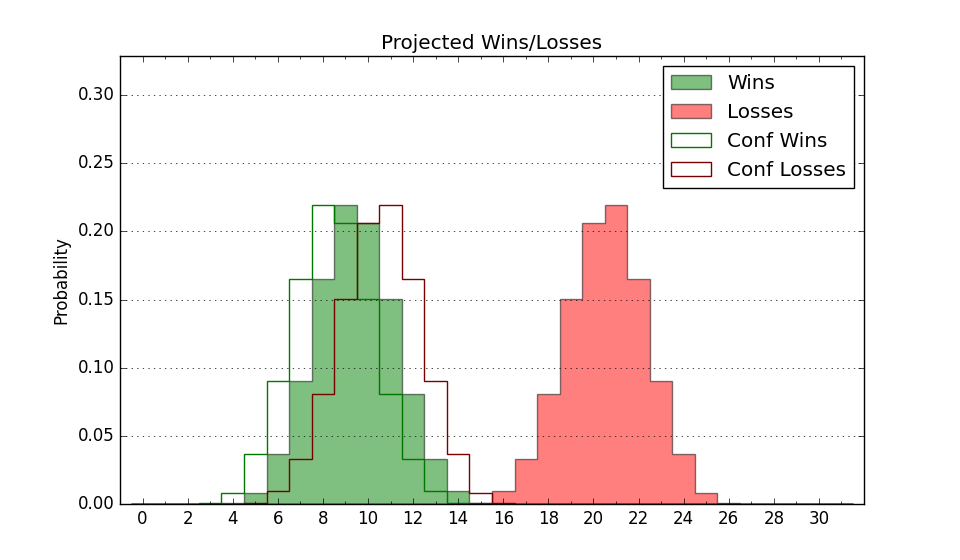 Projected Wins/Losses
Wins
Losses
Conf Wins
Conf Losses
Probability
0.30
0.25
0.20
0.15
0.10
0.05
0.00
0 2 4 6 8 10 12 14 16 18 20 22 24 26 28 30